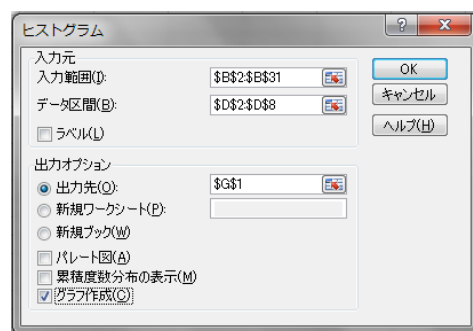 ヒストグラム
入力元
入力範囲(I): $B$2:$B$31
データ区間(B): $D$2:$D$8
ラベル(L)
OK
キャンセル
ヘルプ(H)
出力オプション
出力先(O): $G$1
新規ワークシート(P):
新規ブック(W)
パレート図(A)
累積度数分布の表示(M)
グラフ作成(C)